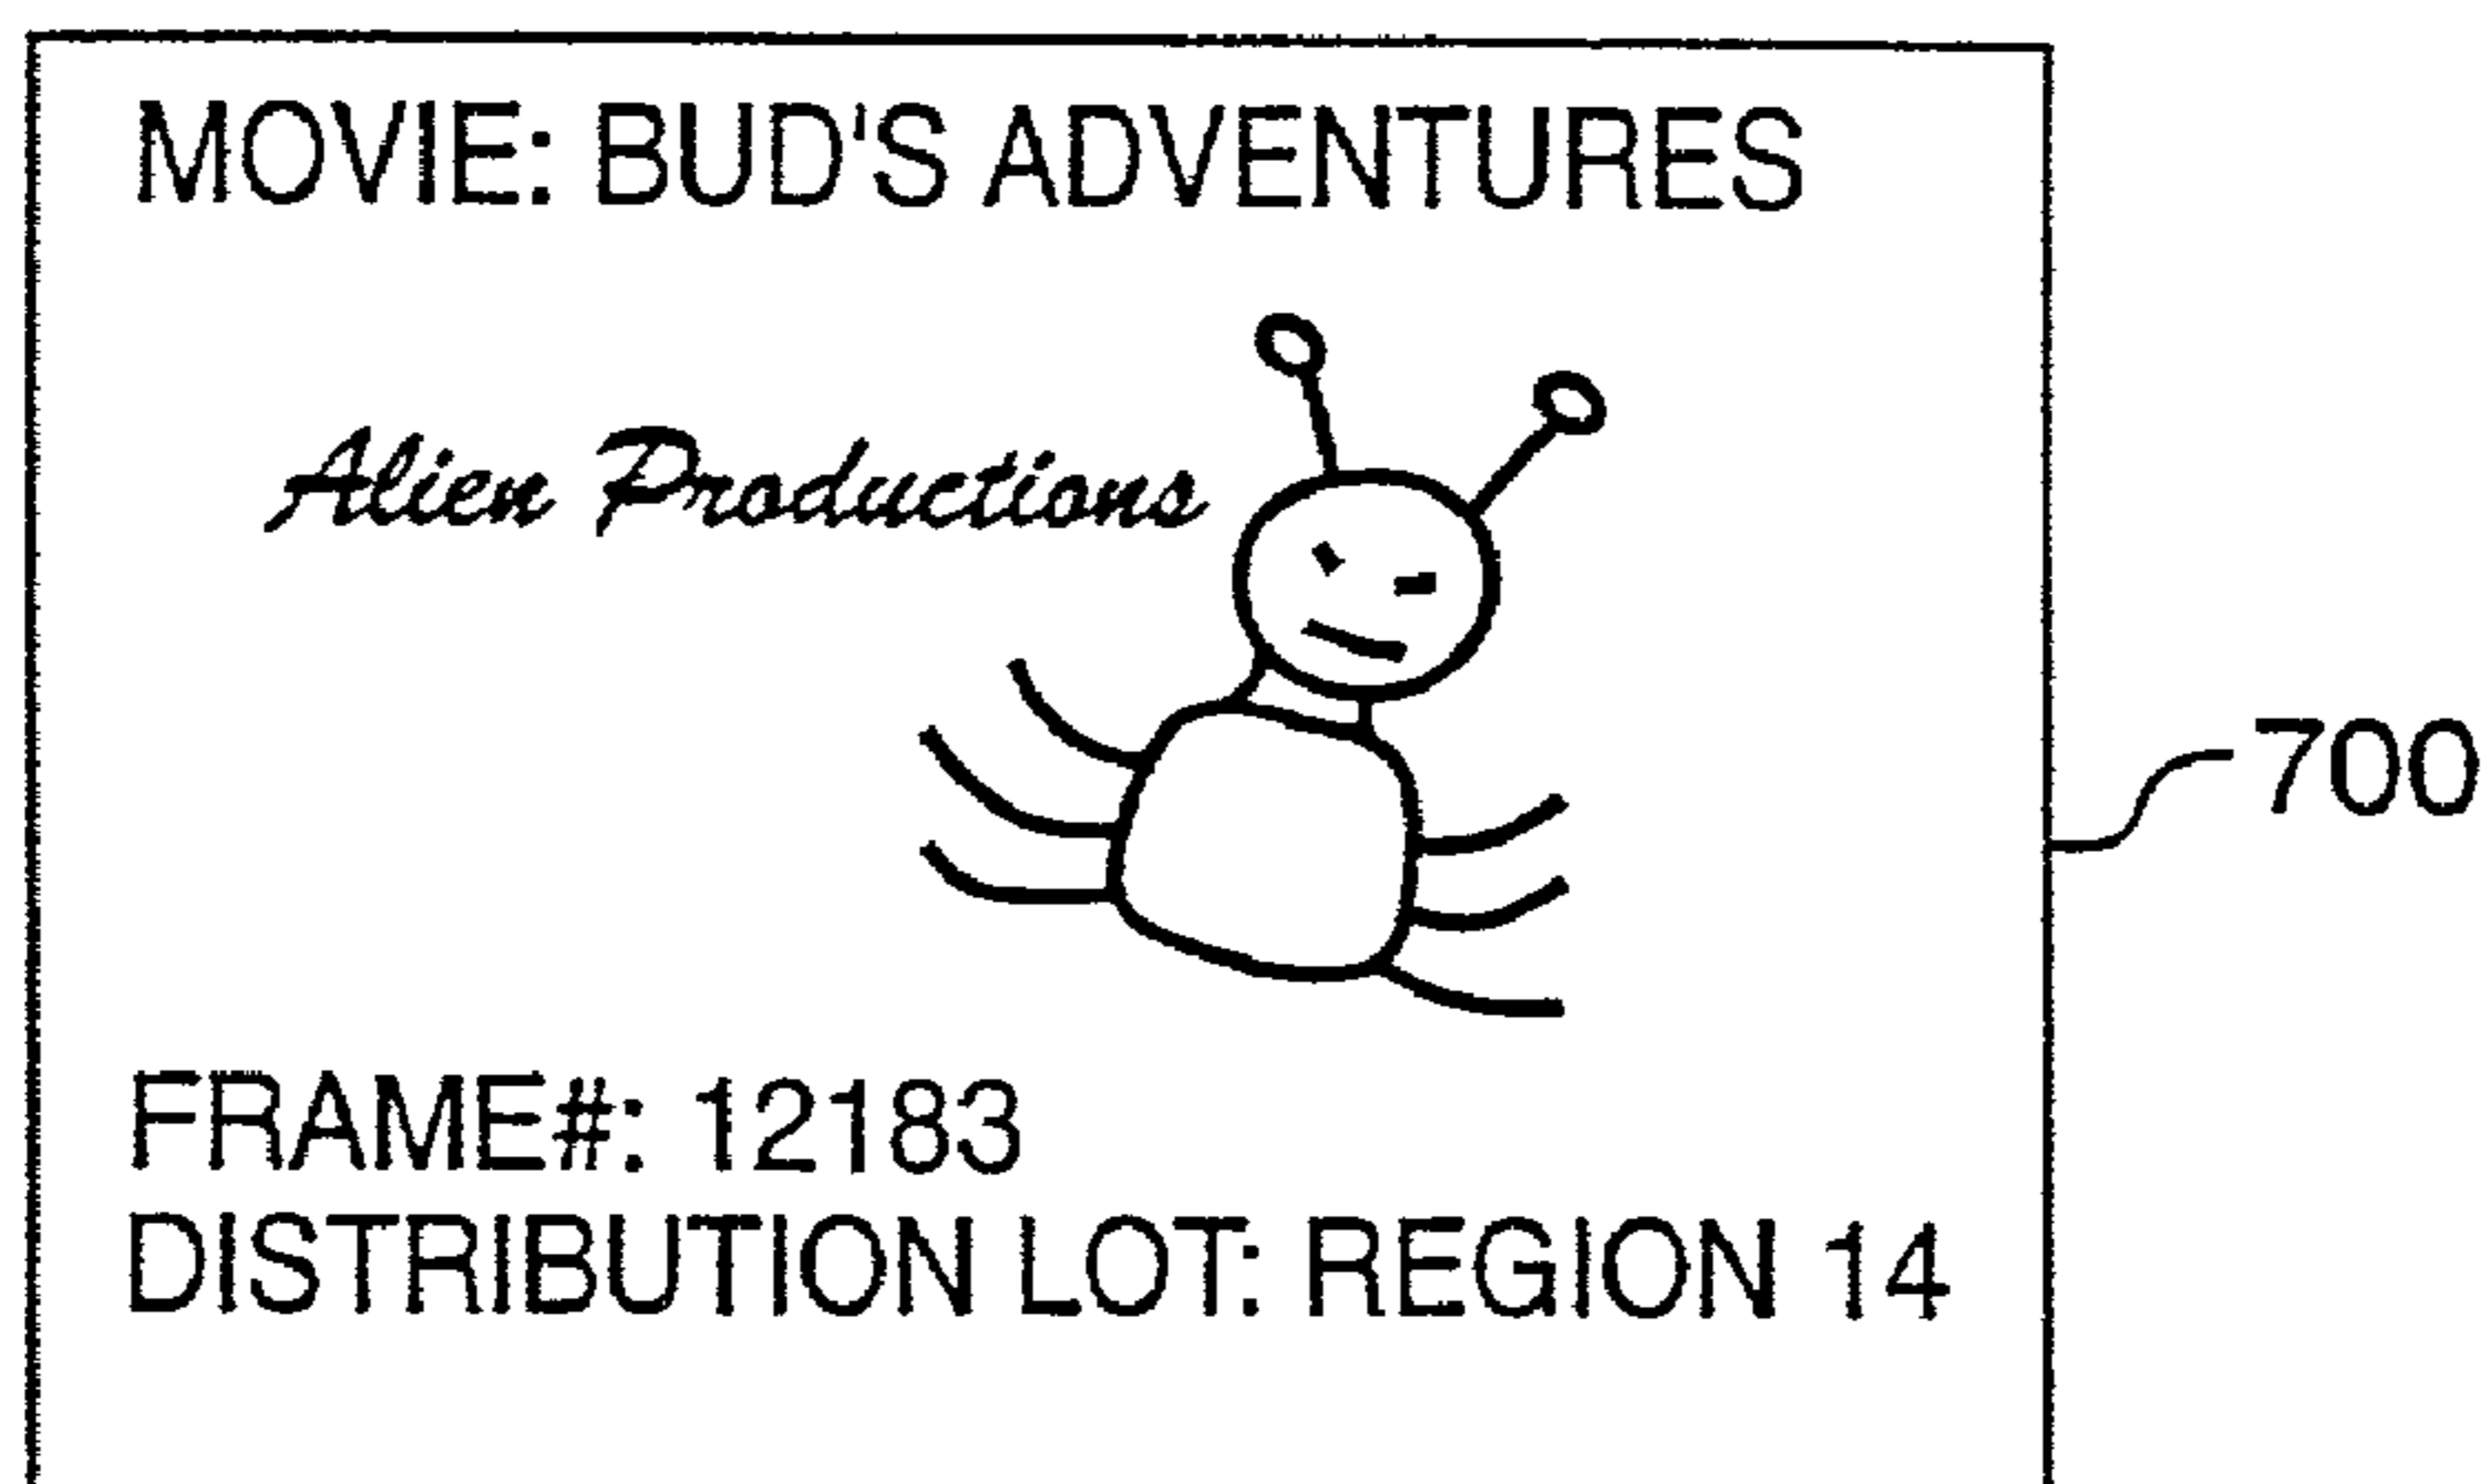 MOVIE: BUD'S ADVENTURES
Alien Productions
700
FRAME#: 12183
DISTRIBUTION LOT: REGION 14